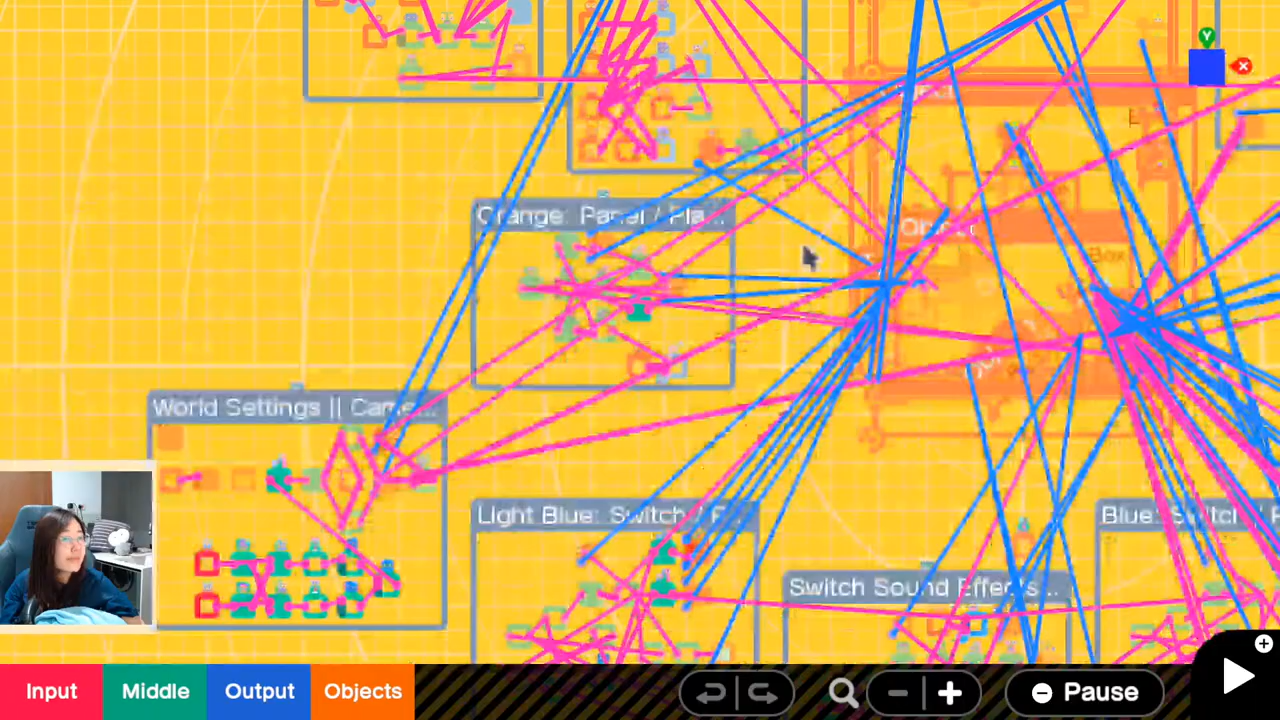 Y
Orange: Panel / Pla...
Box
World Settings || Came...
Light Blue: Switch / P...
Blue: Switch / P
Switch Sound Effects...
Input
Middle
Output
Objects
Pause